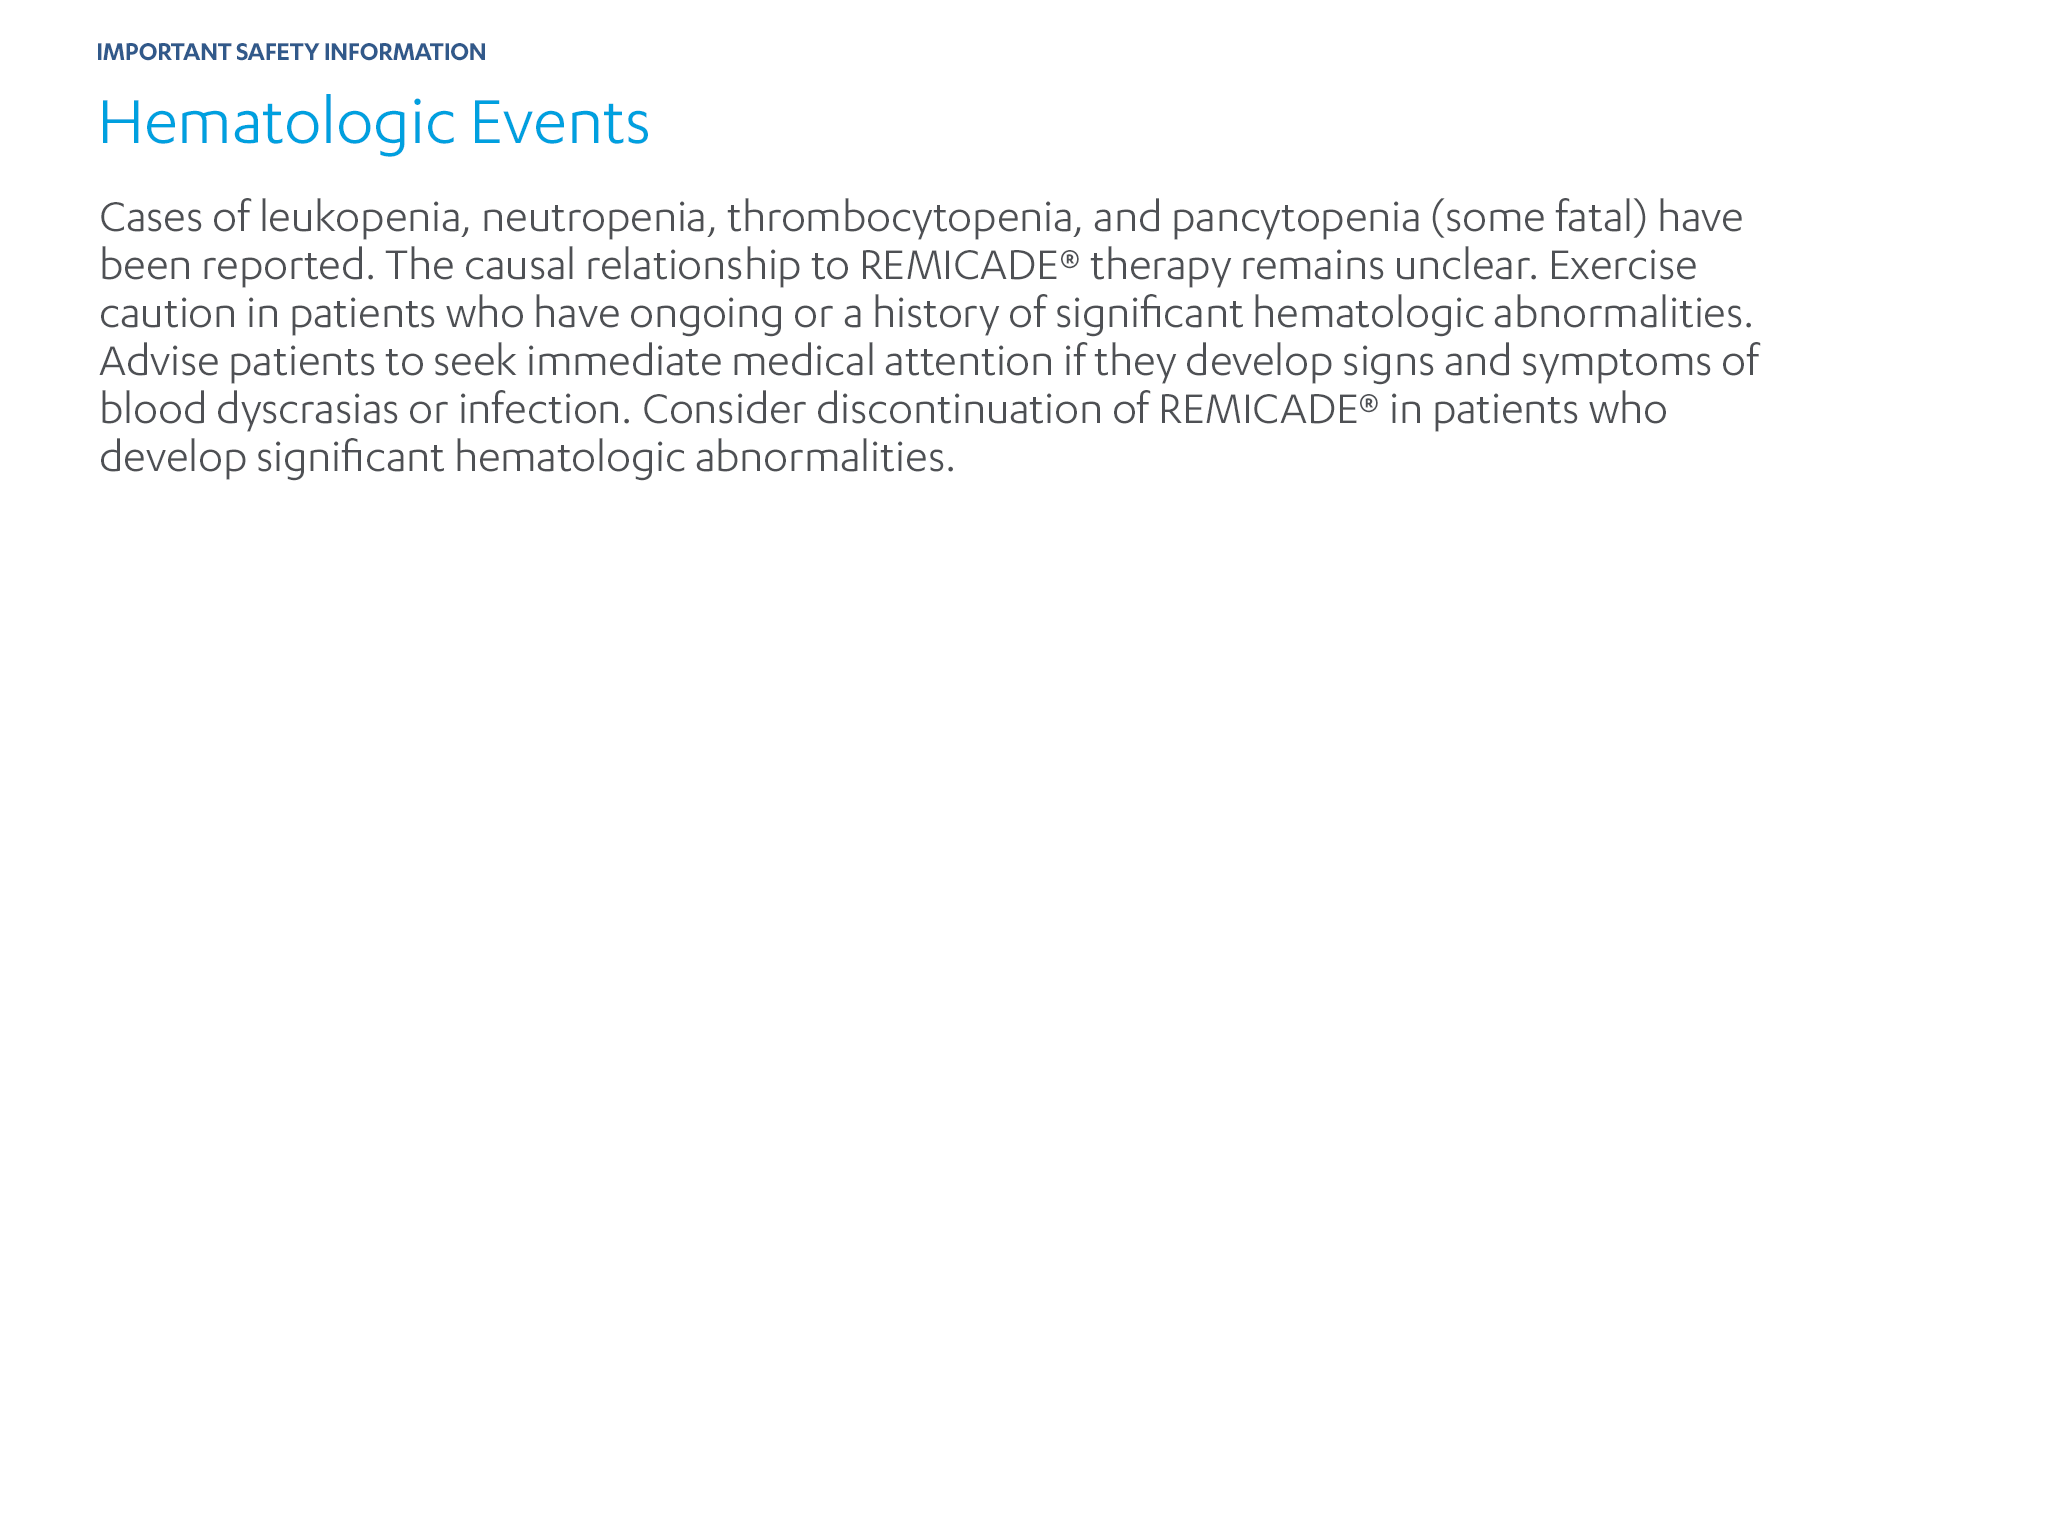 IMPORTANT SAFETY INFORMATION
Hematologic Events
Cases of leukopenia, neutropenia, thrombocytopenia, and pancytopenia (some fatal) have
been reported. The causal relationship to REMICADE® therapy remains unclear. Exercise
caution in patients who have ongoing or a history of significant hematologic abnormalities.
Advise patients to seek immediate medical attention if they develop signs and symptoms of
blood dyscrasias or infection. Consider discontinuation of REMICADE® in patients who
develop significant hematologic abnormalities.